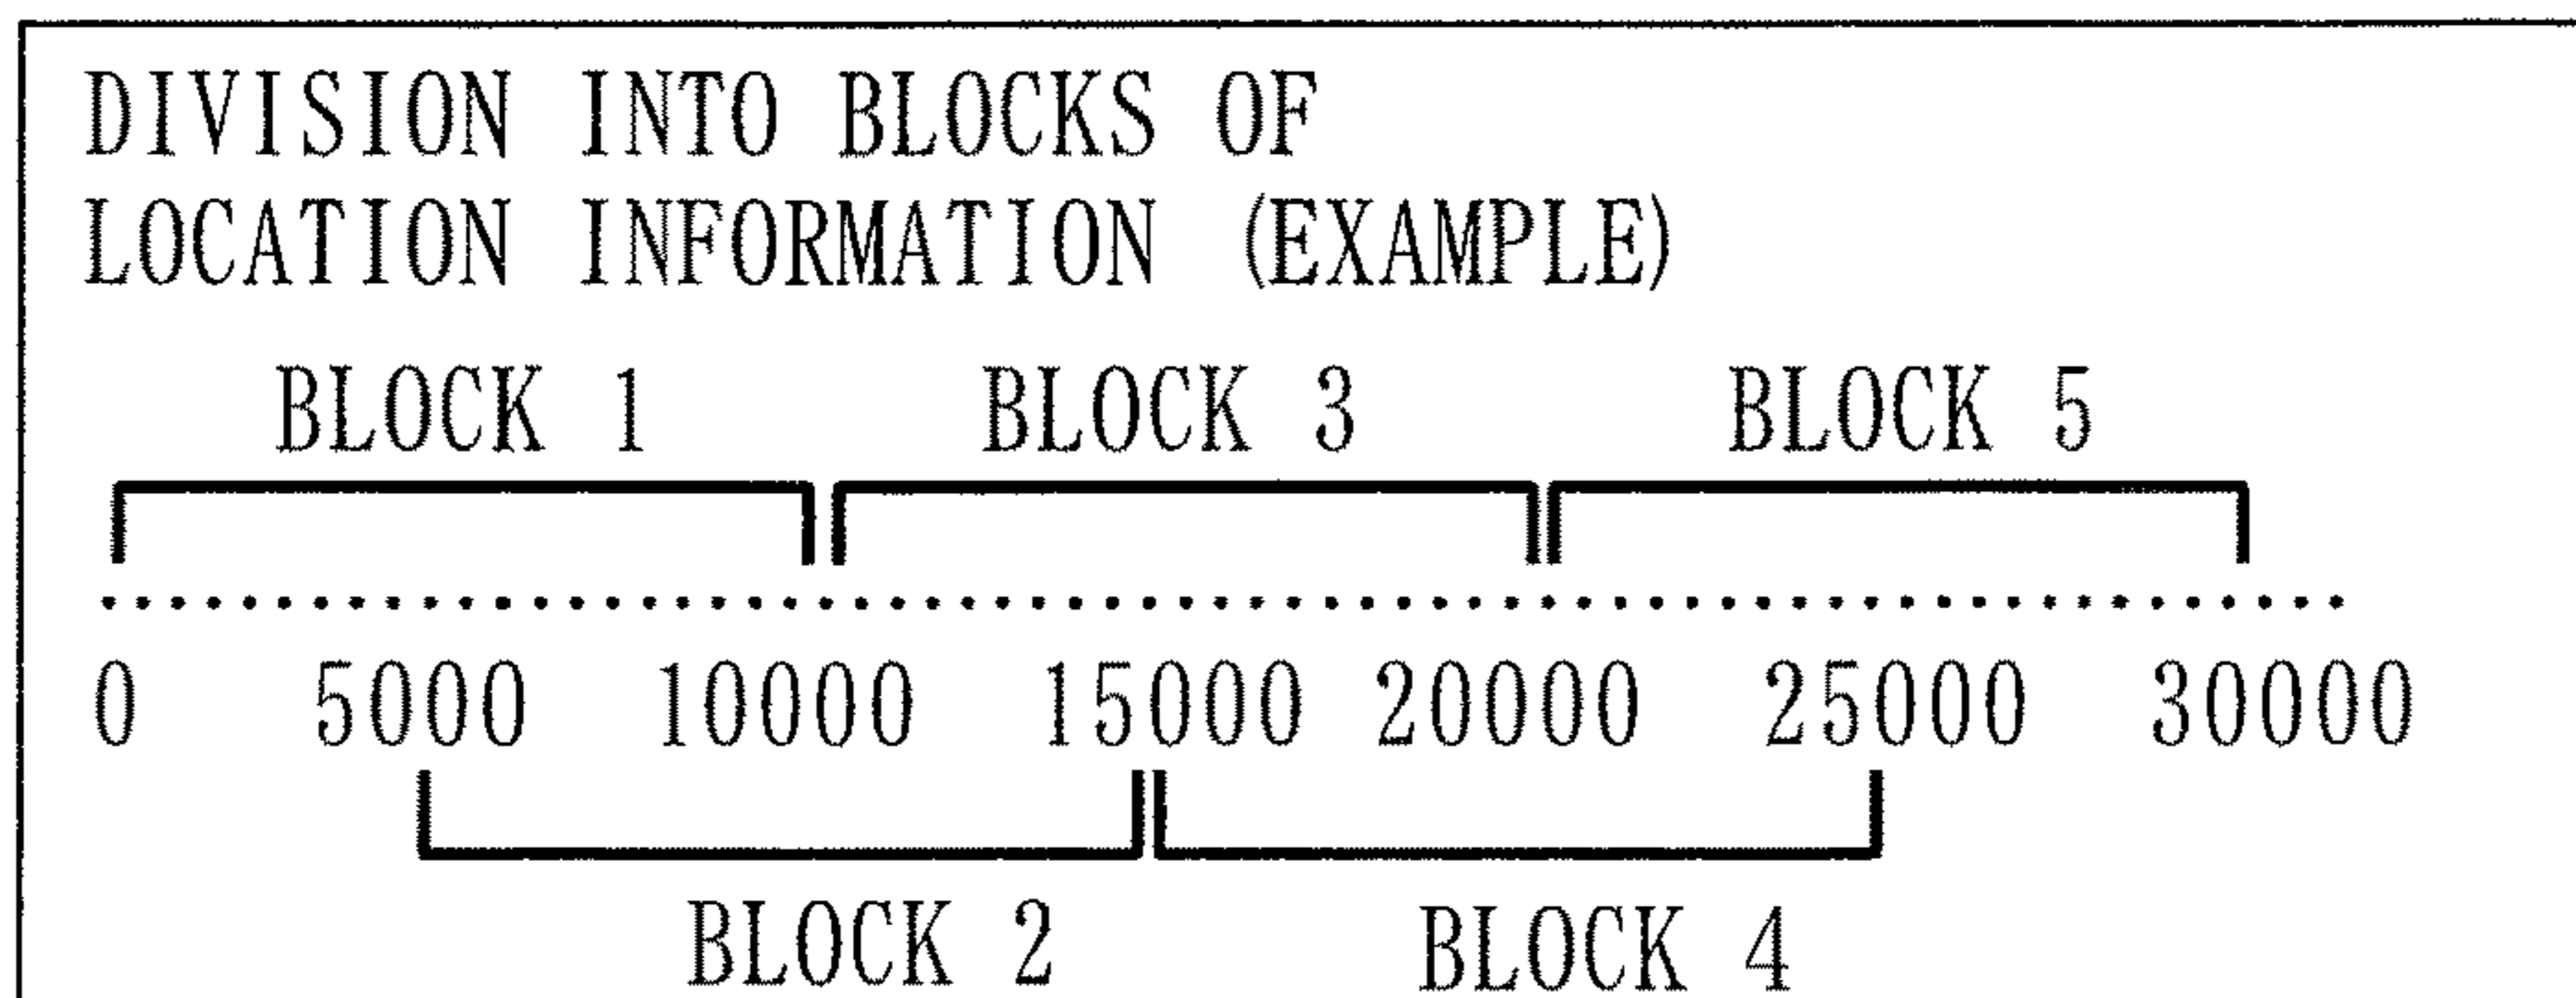 DIVISION INTO BLOCKS OF
LOCATION INFORMATION (EXAMPLE)
BLOCK 1 BLOCK 3 BLOCK 5
0 5000 10000 15000 20000 25000 30000
BLOCK 2 BLOCK 4